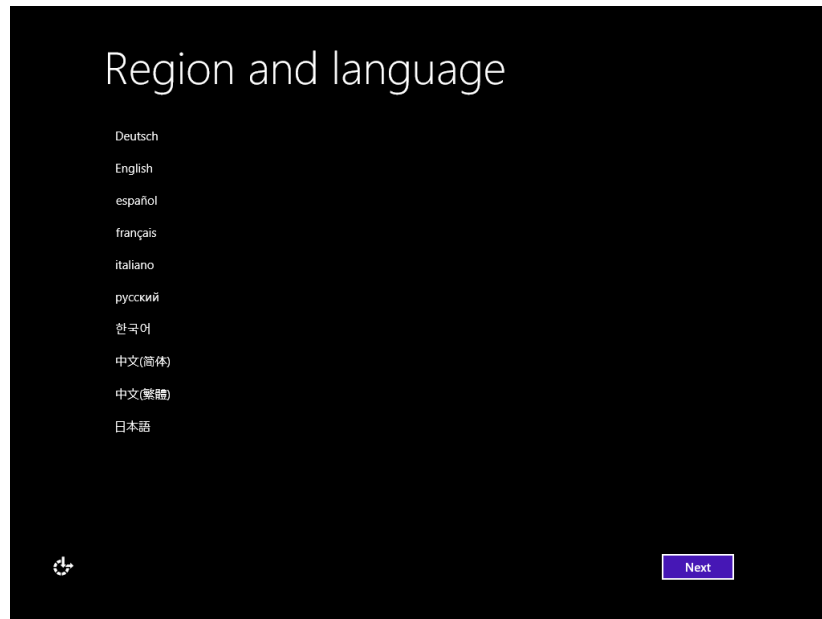 Region and language
Deutsch
English
español
français
italiano
русский
한국어
中文(简体)
中文(繁體)
日本語
Next